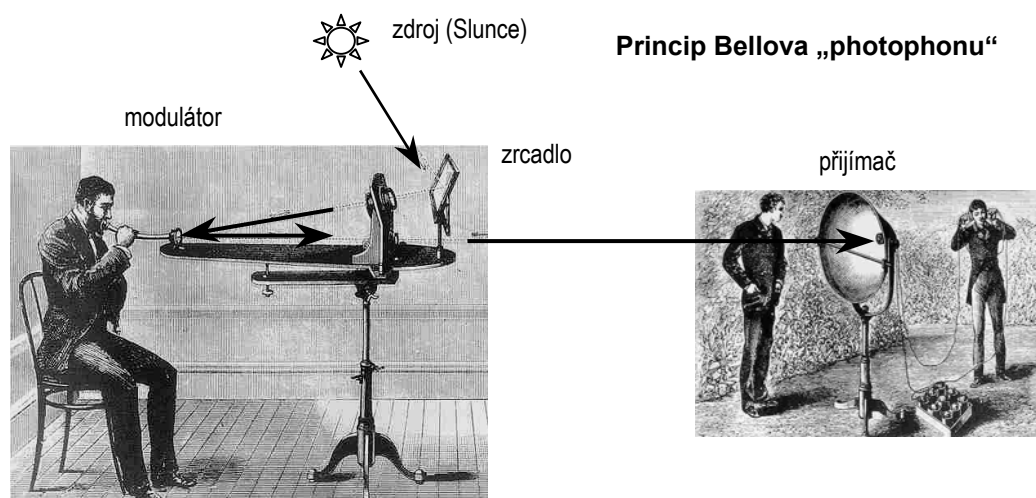 zdroj (Slunce)
Princip Bellova „photophonu“
modulátor
zrcadlo
přijímač